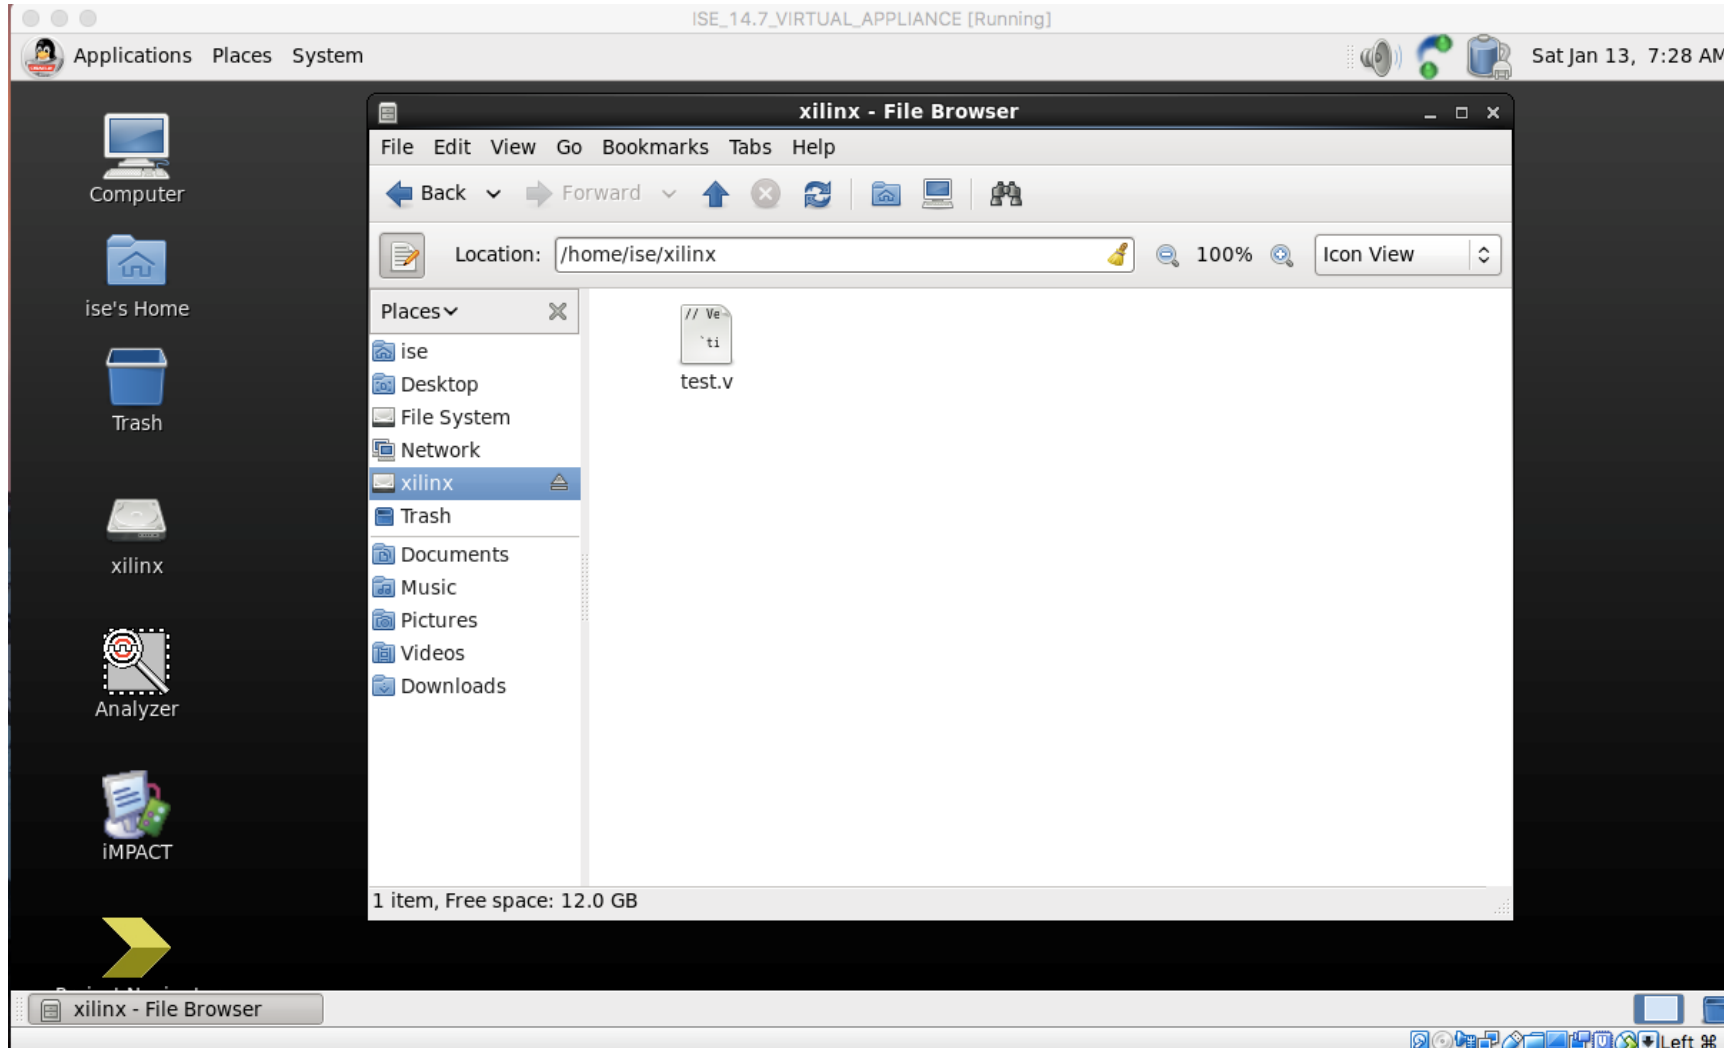 ISE_14.7_VIRTUAL_APPLIANCE [Running]
Applications Places System
Sat Jan 13, 7:28 AM
Computer
ise's Home
Trash
xilinx
Analyzer
iMPACT
xilinx - File Browser
File Edit View Go Bookmarks Tabs Help
Back Forward
Location: /home/ise/xilinx 100% Icon View
Places
ise
Desktop
File System
Network
xilinx
Trash
Documents
Music
Pictures
Videos
Downloads
// Ve
`ti
test.v
1 item, Free space: 12.0 GB
xilinx - File Browser
Left ⌘